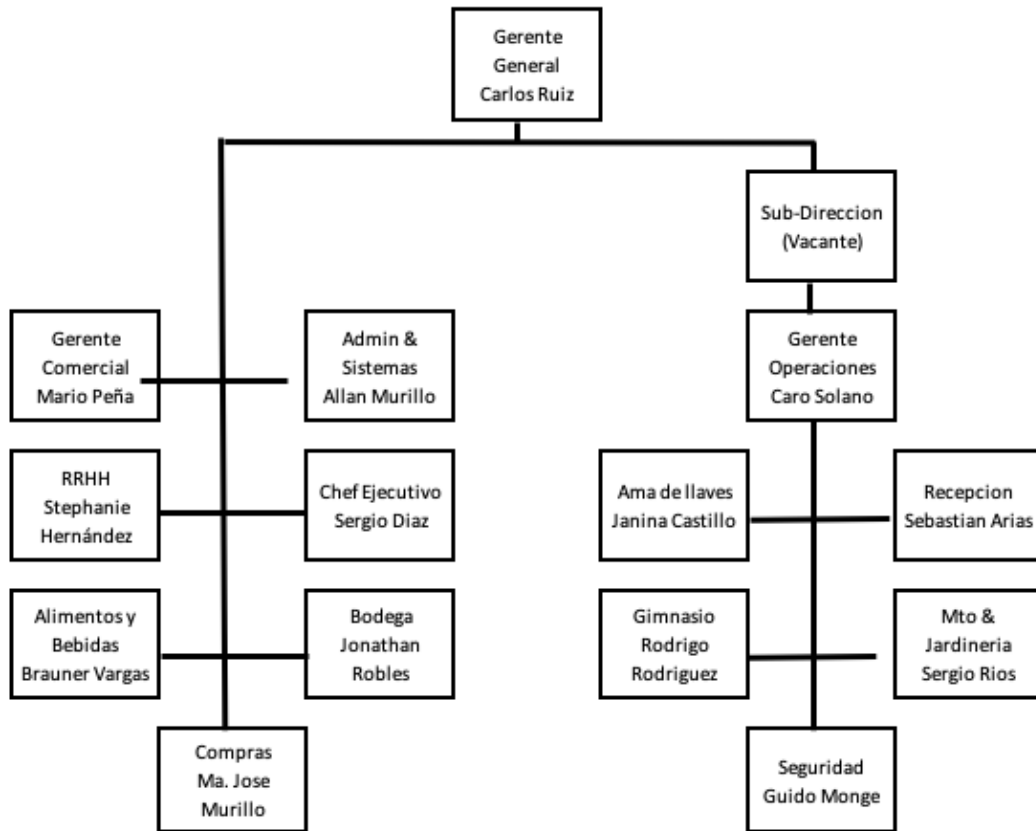 Gerente
General
Carlos Ruiz
Sub-Direccion
(Vacante)
Gerente
Comercial
Mario Peña
Admin &
Sistemas
Allan Murillo
Gerente
Operaciones
Caro Solano
RRHH
Stephanie
Hernández
Chef Ejecutivo
Sergio Diaz
Ama de llaves
Janina Castillo
Recepcion
Sebastian Arias
Alimentos y
Bebidas
Brauner Vargas
Bodega
Jonathan
Robles
Gimnasio
Rodrigo
Rodriguez
Mto &
Jardineria
Sergio Rios
Compras
Ma. Jose
Murillo
Seguridad
Guido Monge